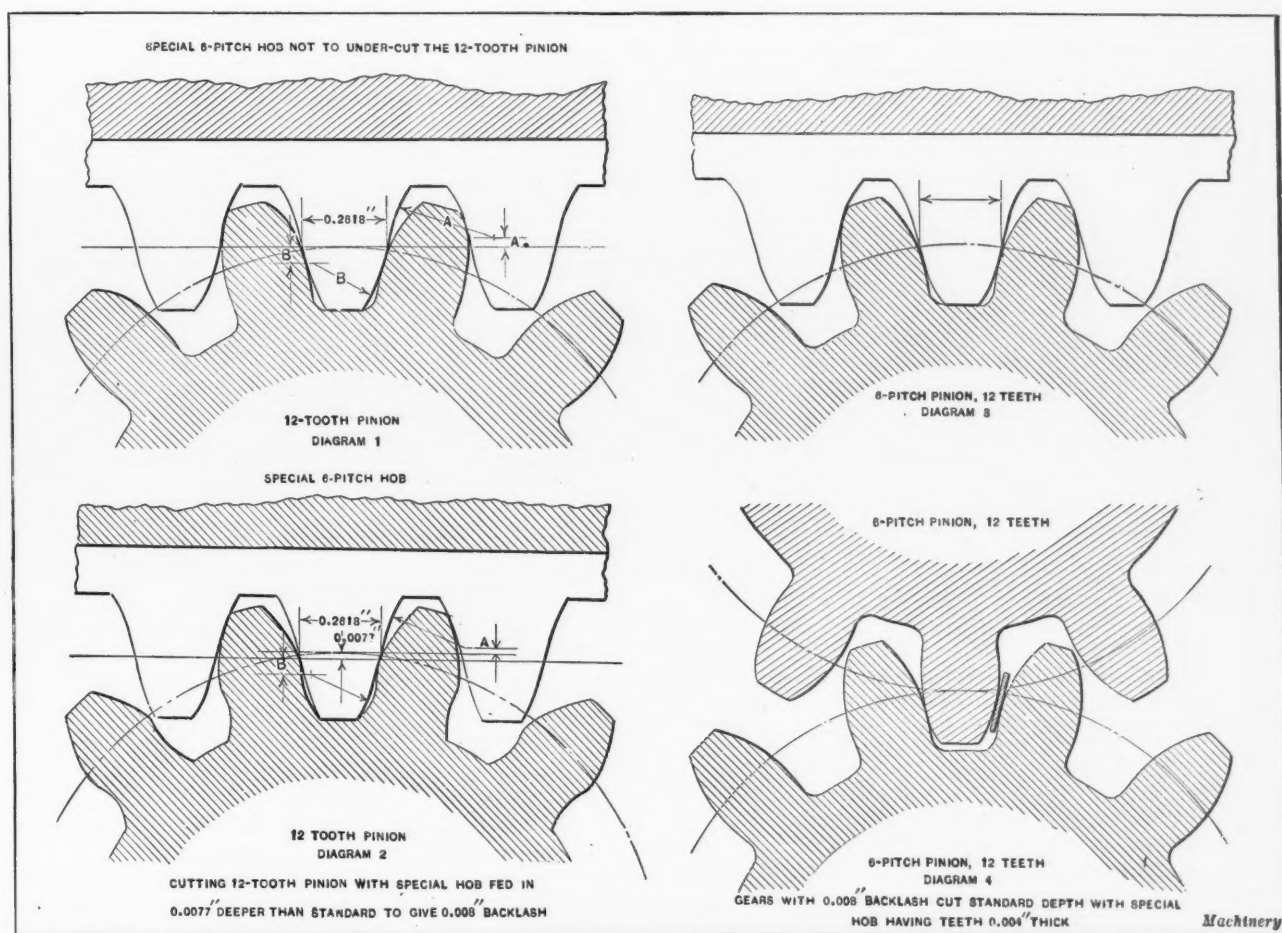 SPECIAL 6-PITCH HOB NOT TO UNDER-CUT THE 12-TOOTH PINION
0.2618"
A
A
B
B
12-TOOTH PINION
DIAGRAM 1
6-PITCH PINION, 12 TEETH
DIAGRAM 3
SPECIAL 6-PITCH HOB
0.2618"
0.0077"
A
B
12 TOOTH PINION
DIAGRAM 2
CUTTING 12-TOOTH PINION WITH SPECIAL HOB FED IN
0.0077" DEEPER THAN STANDARD TO GIVE 0.008" BACKLASH
6-PITCH PINION, 12 TEETH
6-PITCH PINION, 12 TEETH
DIAGRAM 4
GEARS WITH 0.008" BACKLASH CUT STANDARD DEPTH WITH SPECIAL
HOB HAVING TEETH 0.004" THICK
Machinery